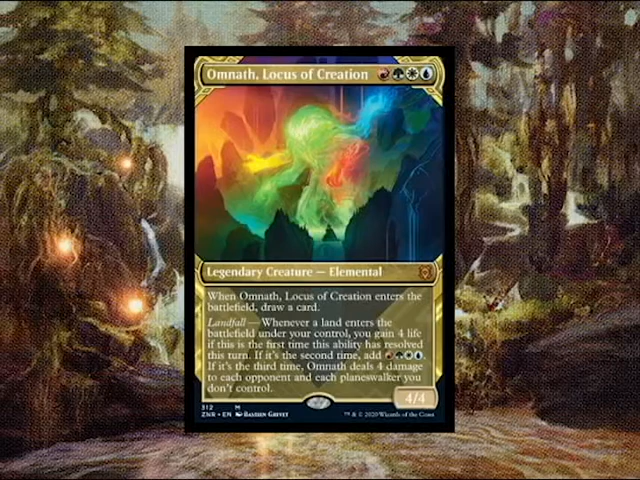 Omnath, Locus of Creation
Legendary Creature — Elemental
When Omnath, Locus of Creation enters the
battlefield, draw a card.
Landfall — Whenever a land enters the
battlefield under your control, you gain 4 life
if this is the first time this ability has resolved
this turn. If it's the second time, add
If it's the third time, Omnath deals 4 damage
to each opponent and each planeswalker you
don't control.
4/4
312 M
ZNR • EN Bastien Grivet
™ & © 2020 Wizards of the Coast